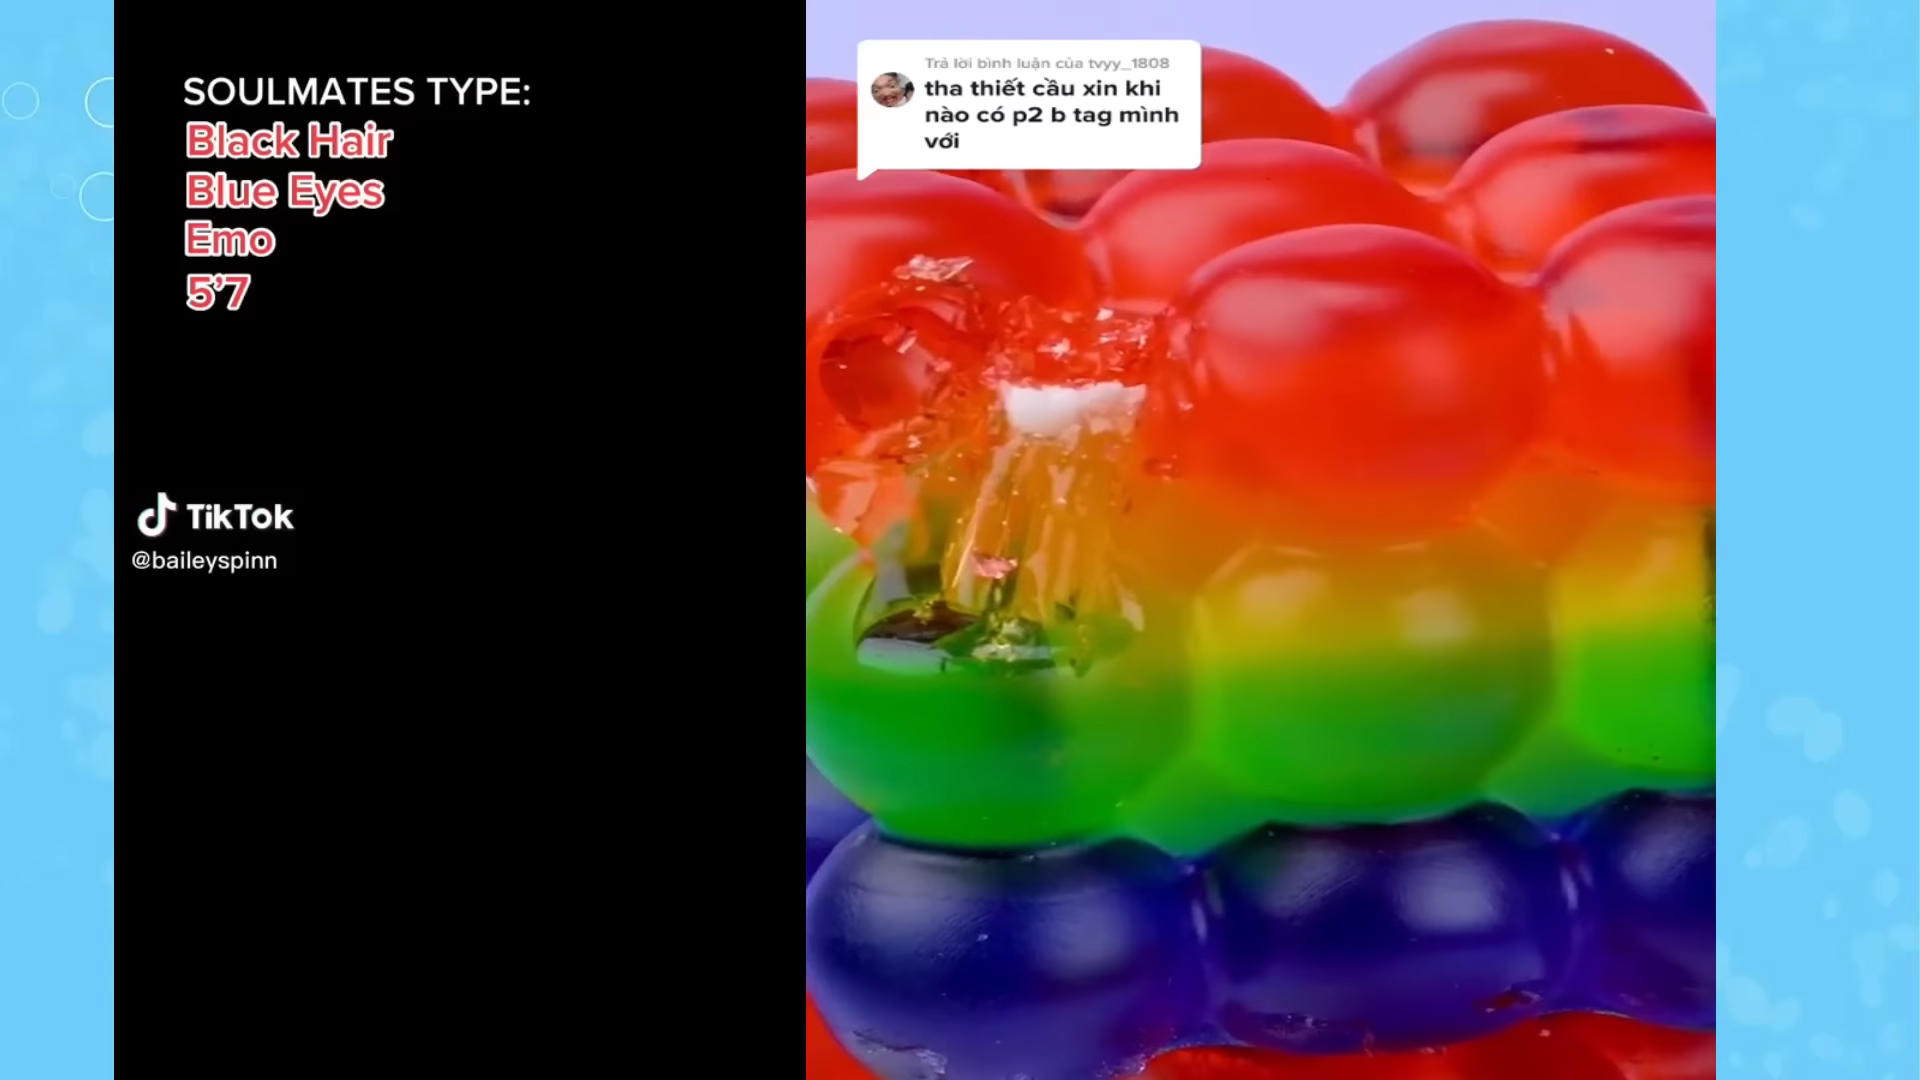 SOULMATES TYPE:
Black Hair
Blue Eyes
Emo
5’7
TikTok
@baileyspinn
Trả lời bình luận của tvyy_1808
tha thiết cầu xin khi
nào có p2 b tag mình
với